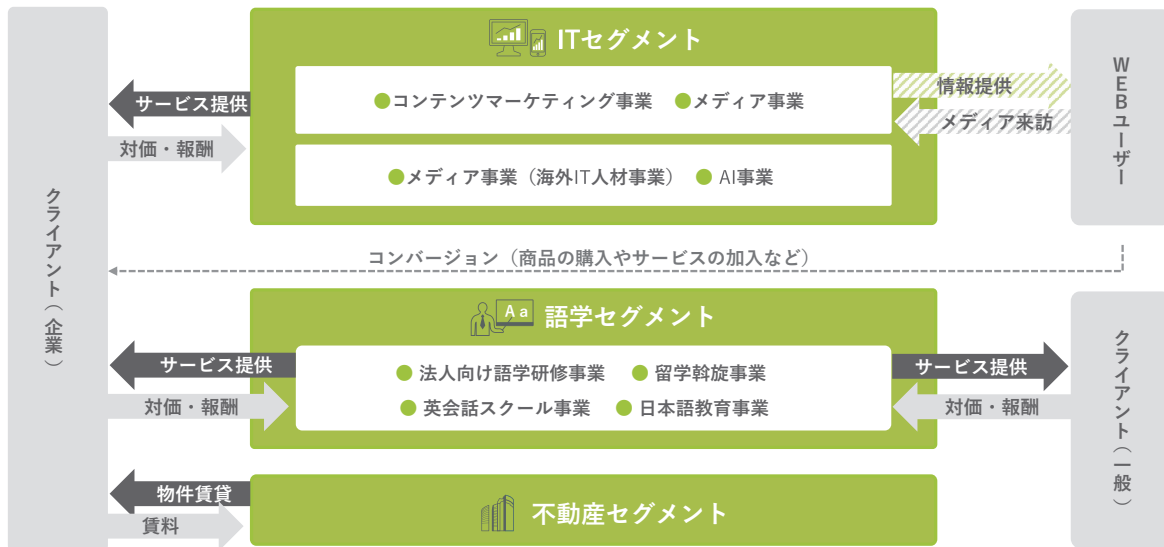 ITセグメント
●コンテンツマーケティング事業 ●メディア事業
●メディア事業（海外IT人材事業） ● AI事業
サービス提供
対価・報酬
情報提供
メディア来訪
WEBユーザー
クライアント（企業）
コンバージョン（商品の購入やサービスの加入など）
Aa
語学セグメント
● 法人向け語学研修事業 ● 留学斡旋事業
● 英会話スクール事業 ● 日本語教育事業
サービス提供
対価・報酬
サービス提供
対価・報酬
クライアント（一般）
物件賃貸
賃料
不動産セグメント